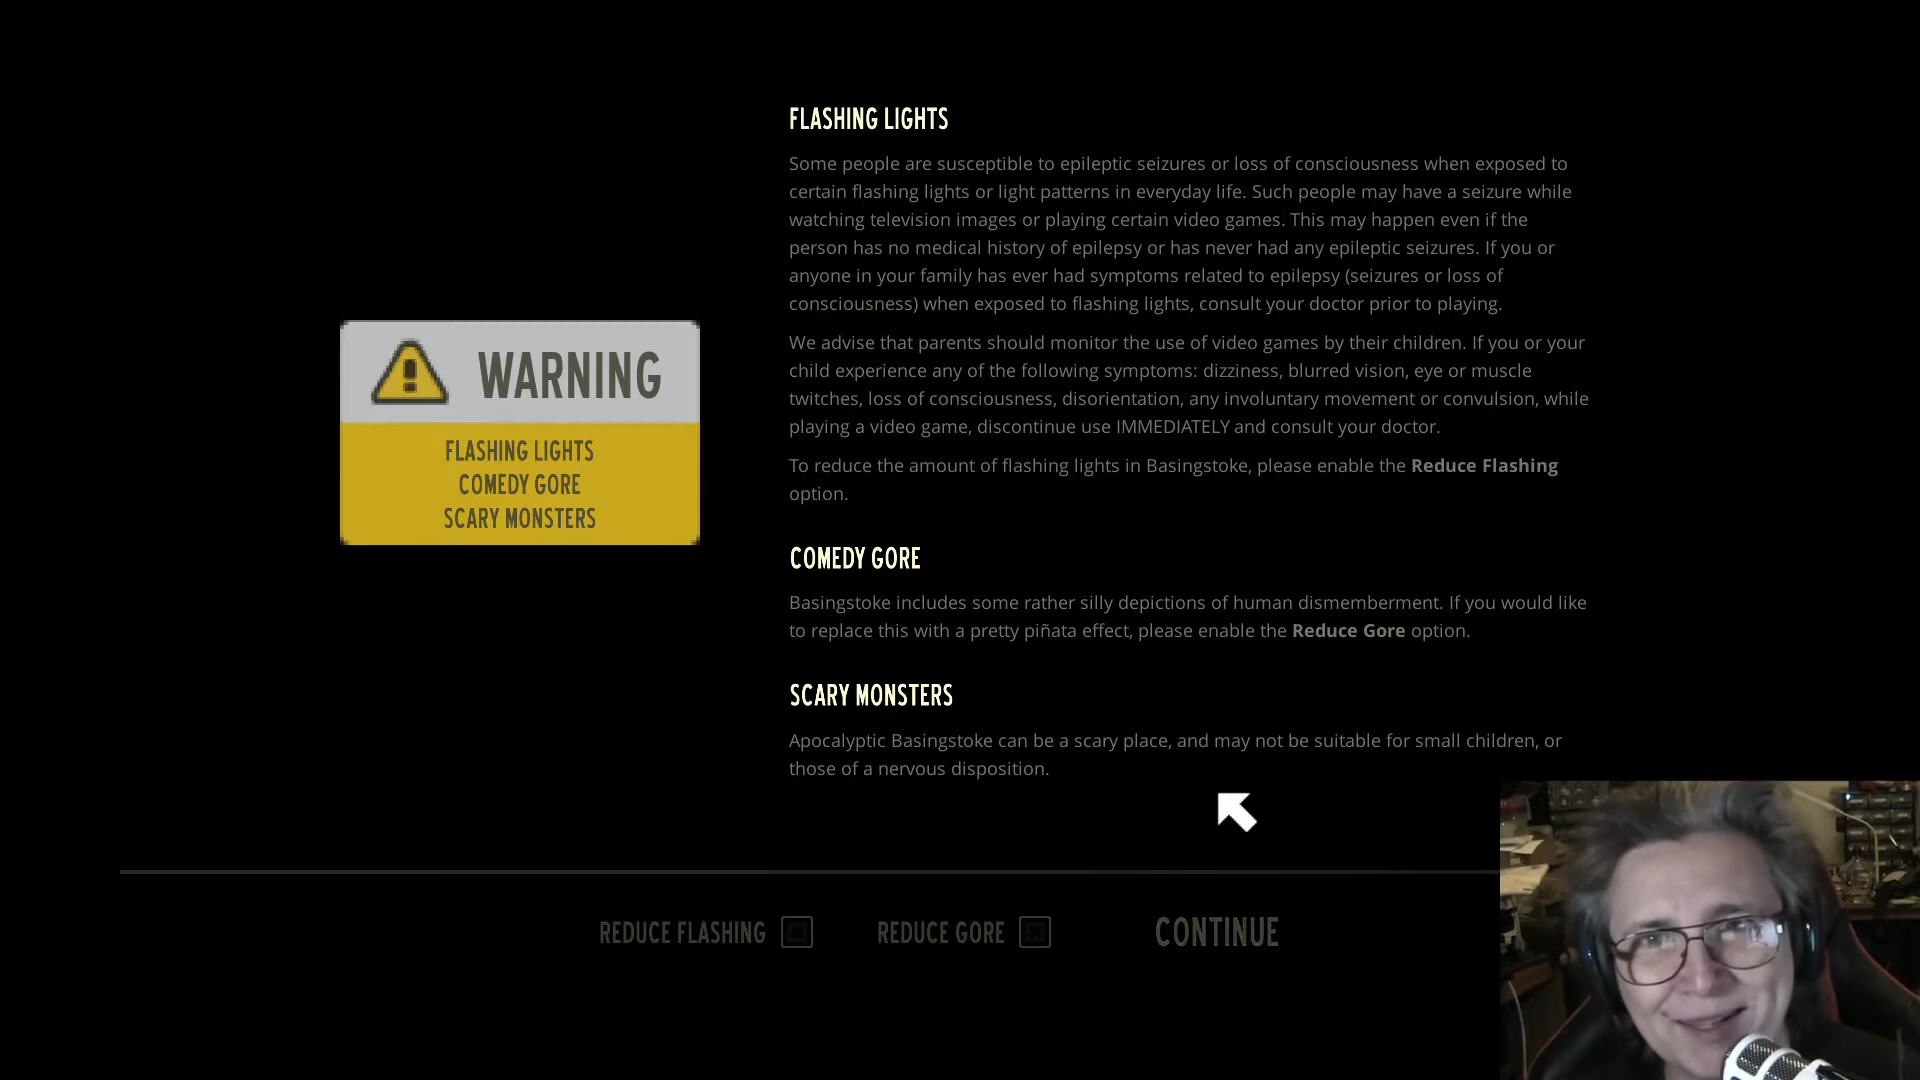 WARNING
FLASHING LIGHTS
COMEDY GORE
SCARY MONSTERS
FLASHING LIGHTS
Some people are susceptible to epileptic seizures or loss of consciousness when exposed to
certain flashing lights or light patterns in everyday life. Such people may have a seizure while
watching television images or playing certain video games. This may happen even if the
person has no medical history of epilepsy or has never had any epileptic seizures. If you or
anyone in your family has ever had symptoms related to epilepsy (seizures or loss of
consciousness) when exposed to flashing lights, consult your doctor prior to playing.
We advise that parents should monitor the use of video games by their children. If you or your
child experience any of the following symptoms: dizziness, blurred vision, eye or muscle
twitches, loss of consciousness, disorientation, any involuntary movement or convulsion, while
playing a video game, discontinue use IMMEDIATELY and consult your doctor.
To reduce the amount of flashing lights in Basingstoke, please enable the Reduce Flashing
option.
COMEDY GORE
Basingstoke includes some rather silly depictions of human dismemberment. If you would like
to replace this with a pretty piñata effect, please enable the Reduce Gore option.
SCARY MONSTERS
Apocalyptic Basingstoke can be a scary place, and may not be suitable for small children, or
those of a nervous disposition.
REDUCE FLASHING REDUCE GORE CONTINUE